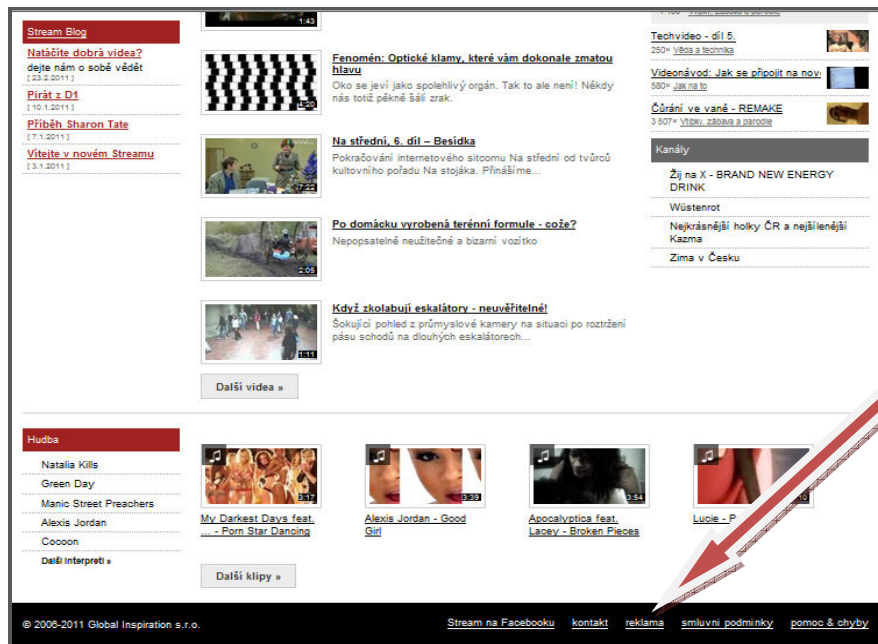 Stream Blog
Natáčíte dobrá videa?
dejte nám o sobě vědět
[ 23.2.2011 ]
Pirát z D1
[ 10.1.2011 ]
Příběh Sharon Tate
[ 7.1.2011 ]
Vítejte v novém Streamu
[ 3.1.2011 ]
1:43
4:20
Fenomén: Optické klamy, které vám dokonale zmatou
hlavu
Oko se jeví jako spolehlivý orgán. Tak to ale není! Někdy
nás totiž pěkně šálí zrak.
7:22
Na střední, 6. díl – Besídka
Pokračování internetového sitcomu Na střední od tvůrců
kultovního pořadu Na stojáka. Přinášíme...
2:05
Po domácku vyrobená terénní formule - cože?
Nepopsatelně neužitečné a bizarní vozítko
1:11
Když zkolabují eskalátory - neuvěřitelné!
Šokující pohled z průmyslové kamery na situaci po roztržení
pásu schodů na dlouhých eskalátorech...
Další videa »
Techvideo - díl 5.
250× Věda a technika
Videonávod: Jak se připojit na nov
580× Jak na to
Čůrání ve vaně - REMAKE
3 507× Vtipky, zábava a parodie
Kanály
Žij na X - BRAND NEW ENERGY
DRINK
Wüstenrot
Nejkrásnější holky ČR a nejšílenější
Kazma
Zima v Česku
Hudba
Natalia Kills
Green Day
Manic Street Preachers
Alexis Jordan
Cocoon
Další interpreti »
3:17
My Darkest Days feat.
... - Porn Star Dancing
3:39
Alexis Jordan - Good
Girl
3:54
Apocalyptica feat.
Lacey - Broken Pieces
10
Lucie - P
Další klipy »
© 2006-2011 Global Inspiration s.r.o.
Stream na Facebooku kontakt reklama smluvní podmínky pomoc & chyby